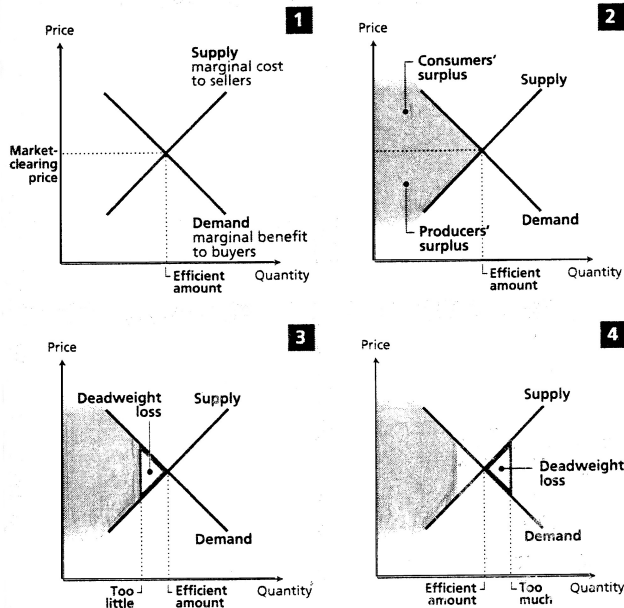 1
Price
Supply
marginal cost
to sellers
Market-
clearing
price
Demand
marginal benefit
to buyers
Efficient
amount
Quantity
2
Price
Consumers'
surplus
Supply
Producers'
surplus
Demand
Efficient
amount
Quantity
3
Price
Deadweight
loss
Supply
Demand
Too
little
Efficient
amount
Quantity
4
Price
Supply
Deadweight
loss
Demand
Efficient
amount
Too
much
Quantity